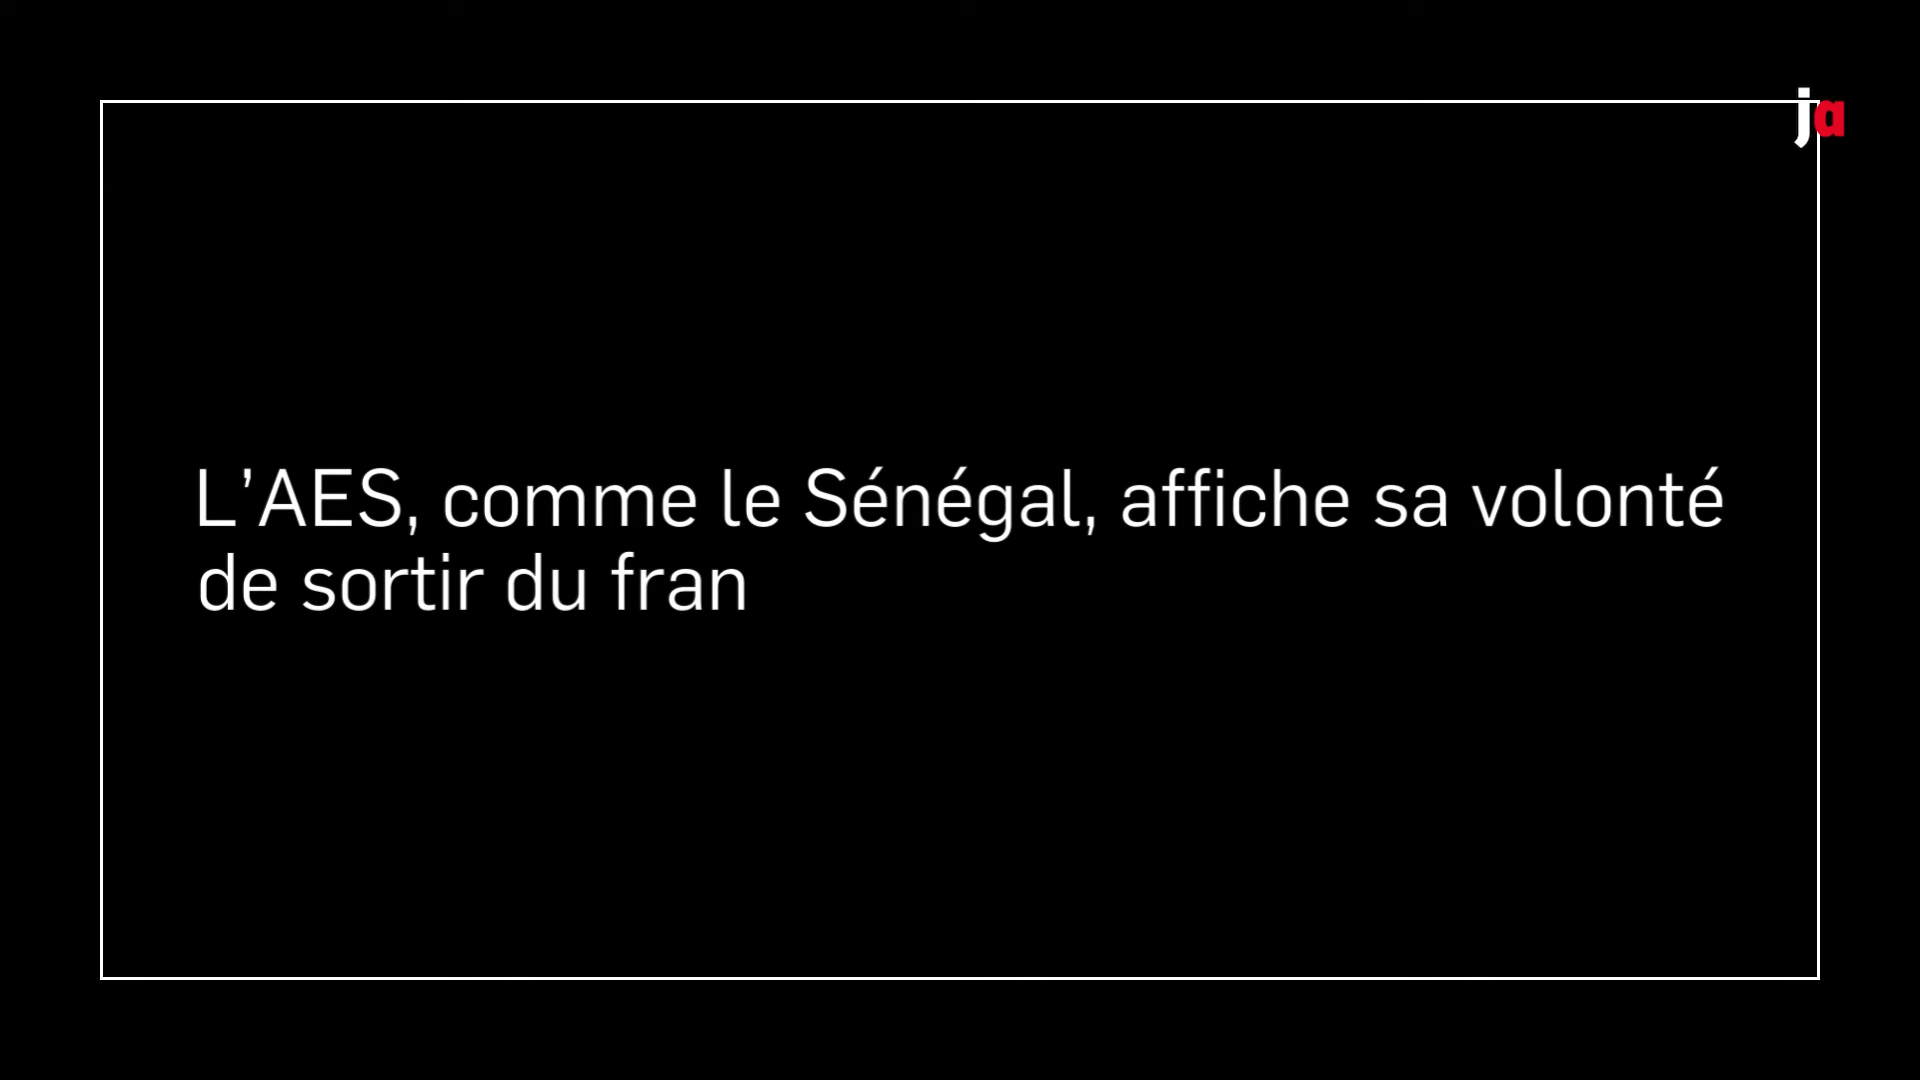 ja
L’AES, comme le Sénégal, affiche sa volonté
de sortir du fran